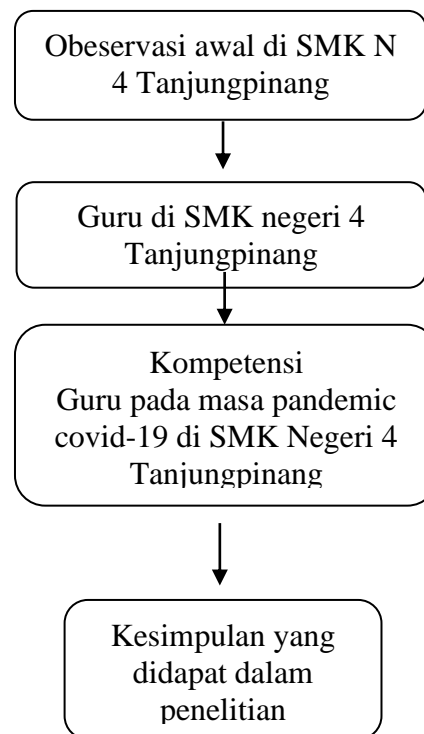 Obeservasi awal di SMK N
4 Tanjungpinang
Guru di SMK negeri 4
Tanjungpinang
Kompetensi
Guru pada masa pandemic
covid-19 di SMK Negeri 4
Tanjungpinang
Kesimpulan yang
didapat dalam
penelitian